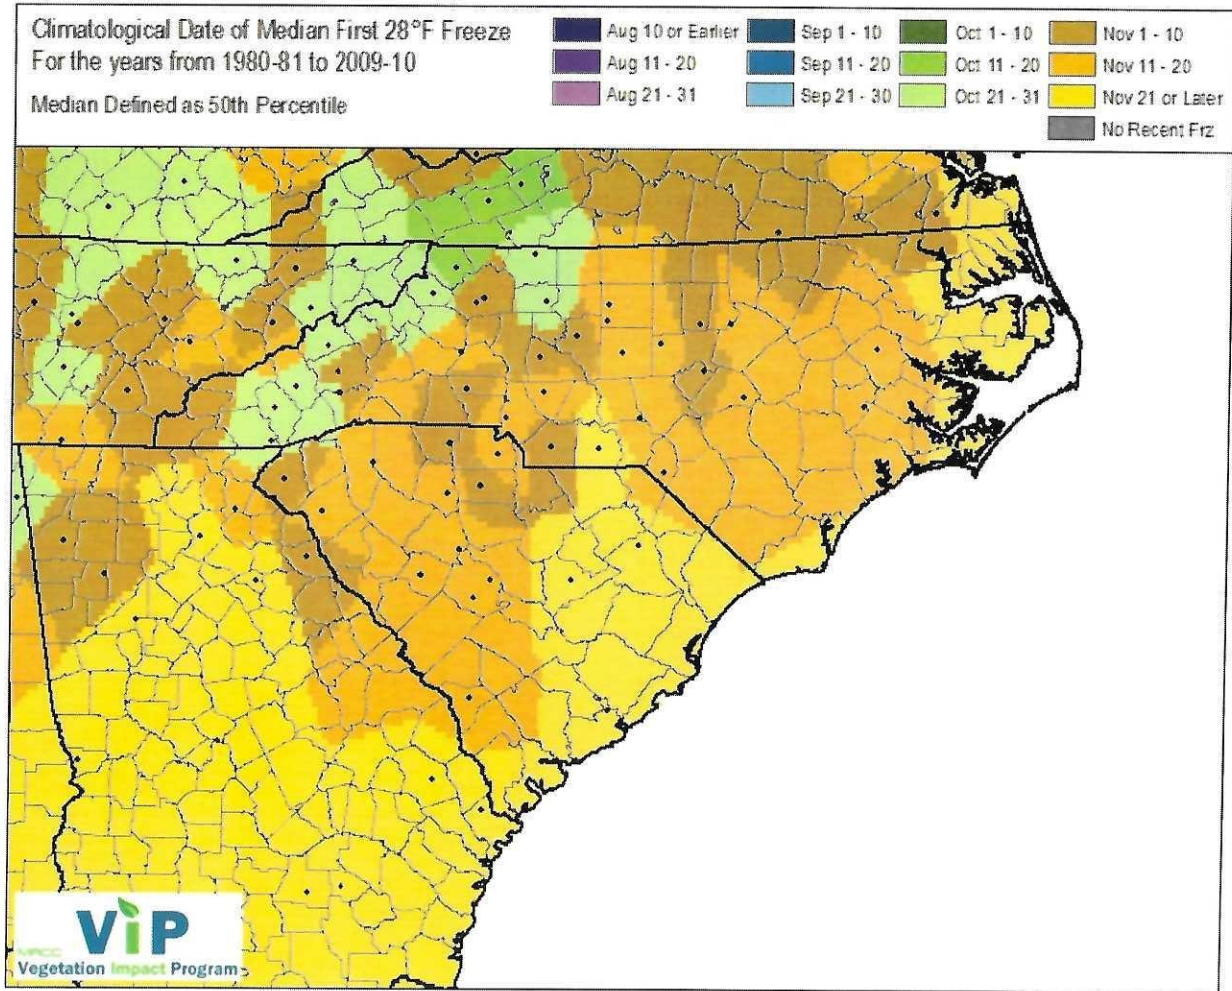 Climatological Date of Median First 28°F Freeze
For the years from 1980-81 to 2009-10
Median Defined as 50th Percentile
Aug 10 or Earlier
Aug 11 - 20
Aug 21 - 31
Sep 1 - 10
Sep 11 - 20
Sep 21 - 30
Oct 1 - 10
Oct 11 - 20
Oct 21 - 31
Nov 1 - 10
Nov 11 - 20
Nov 21 or Later
No Recent Frz
MRCC
ViP
Vegetation Impact Program